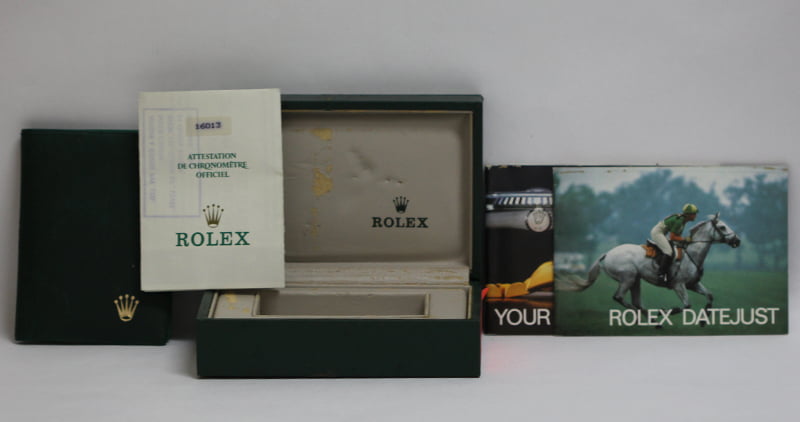 16013
ATTESTATION
DE CHRONOMÈTRE
OFFICIEL
ROLEX
ROLEX
YOUR
ROLEX DATEJUST